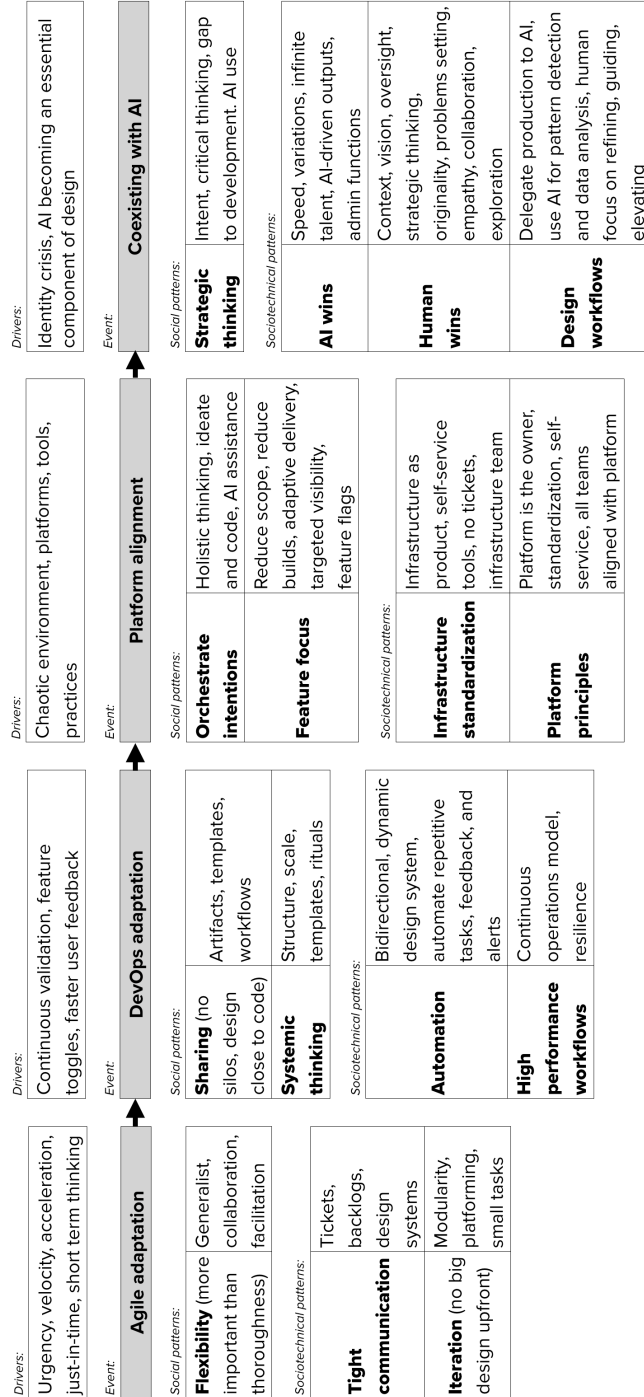 Drivers:
Urgency, velocity, acceleration,
just-in-time, short term thinking
Event:
Agile adaptation
Social patterns:
Flexibility (more
important than
thoroughness)
Generalist,
collaboration,
facilitation
Sociotechnical patterns:
Tight
communication
Tickets,
backlogs,
design
systems
Iteration (no big
design upfront)
Modularity,
platforming,
small tasks
Drivers:
Continuous validation, feature
toggles, faster user feedback
Event:
DevOps adaptation
Social patterns:
Sharing (no
silos, design
close to code)
Artifacts, templates,
workflows
Systemic
thinking
Structure, scale,
templates, rituals
Sociotechnical patterns:
Automation
Bidirectional, dynamic
design system,
automate repetitive
tasks, feedback, and
alerts
High
performance
workflows
Continuous
operations model,
resilience
Drivers:
Chaotic environment, platforms, tools,
practices
Event:
Platform alignment
Social patterns:
Orchestrate
intentions
Holistic thinking, ideate
and code, AI assistance
Feature focus
Reduce scope, reduce
builds, adaptive delivery,
targeted visibility,
feature flags
Sociotechnical patterns:
Infrastructure
standardization
Infrastructure as
product, self-service
tools, no tickets,
infrastructure team
Platform
principles
Platform is the owner,
standardization, self-
service, all teams
aligned with platform
Drivers:
Identity crisis, AI becoming an essential
component of design
Event:
Coexisting with AI
Social patterns:
Strategic
thinking
Intent, critical thinking, gap
to development. AI use
Sociotechnical patterns:
AI wins
Speed, variations, infinite
talent, AI-driven outputs,
admin functions
Human
wins
Context, vision, oversight,
strategic thinking,
originality, problems setting,
empathy, collaboration,
exploration
Design
workflows
Delegate production to AI,
use AI for pattern detection
and data analysis, human
focus on refining, guiding,
elevating